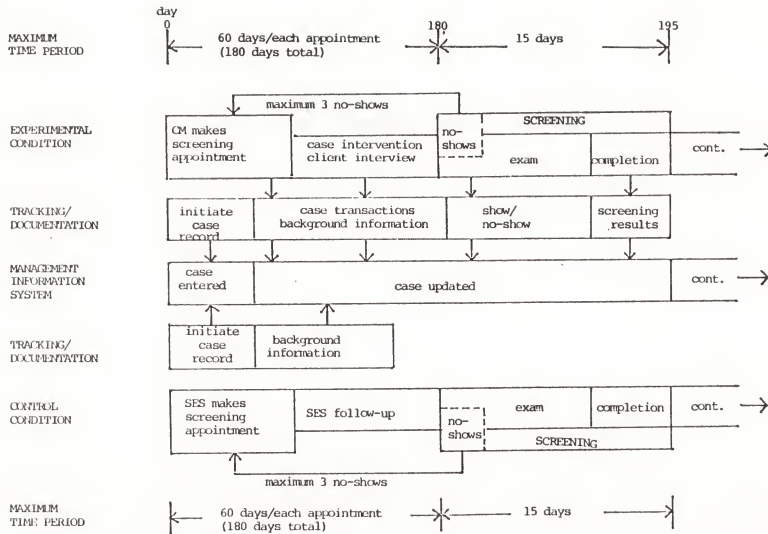 day
0
180
195
MAXIMUM
TIME PERIOD
60 days/each appointment
(180 days total)
15 days
maximum 3 no-shows
EXPERIMENTAL
CONDITION
CM makes
screening
appointment
case intervention
client interview
no-
shows
SCREENING
exam
completion
cont.
TRACKING/
DOCUMENTATION
initiate
case
record
case transactions
background information
show/
no-show
screening
results
MANAGEMENT
INFORMATION
SYSTEM
case
entered
case updated
cont.
TRACKING/
DOCUMENTATION
initiate
case
record
background
information
CONTROL
CONDITION
SES makes
screening
appointment
SES follow-up
no-
shows
exam
completion
cont.
SCREENING
maximum 3 no-shows
MAXIMUM
TIME PERIOD
60 days/each appointment
(180 days total)
180
15 days
195